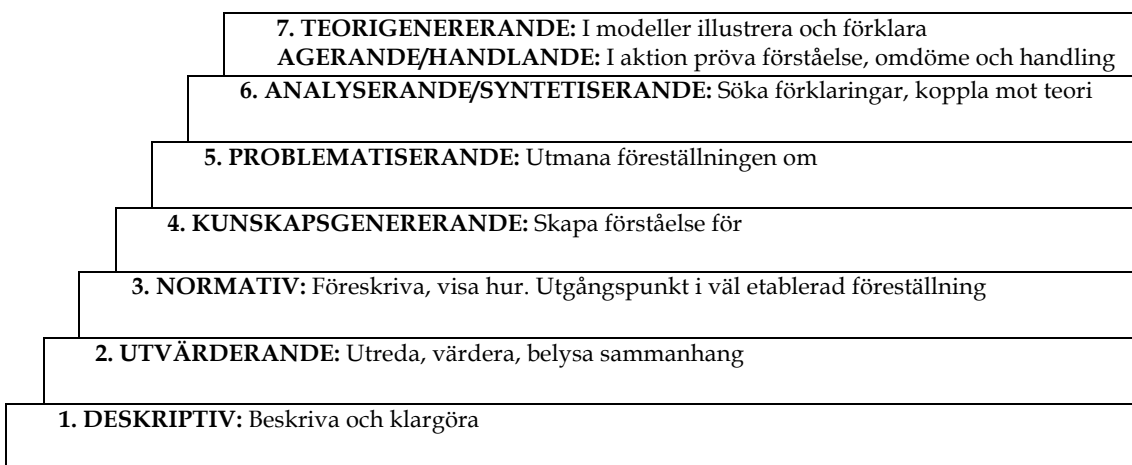 7. TEORIGENERERANDE: I modeller illustrera och förklara
AGERANDE/HANDLANDE: I aktion pröva förståelse, omdöme och handling
6. ANALYSERANDE/SYNTETISERANDE: Söka förklaringar, koppla mot teori
5. PROBLEMATISERANDE: Utmana föreställningen om
4. KUNSKAPSGENERERANDE: Skapa förståelse för
3. NORMATIV: Föreskriva, visa hur. Utgångspunkt i väl etablerad föreställning
2. UTVÄRDERANDE: Utreda, värdera, belysa sammanhang
1. DESKRIPTIV: Beskriva och klargöra